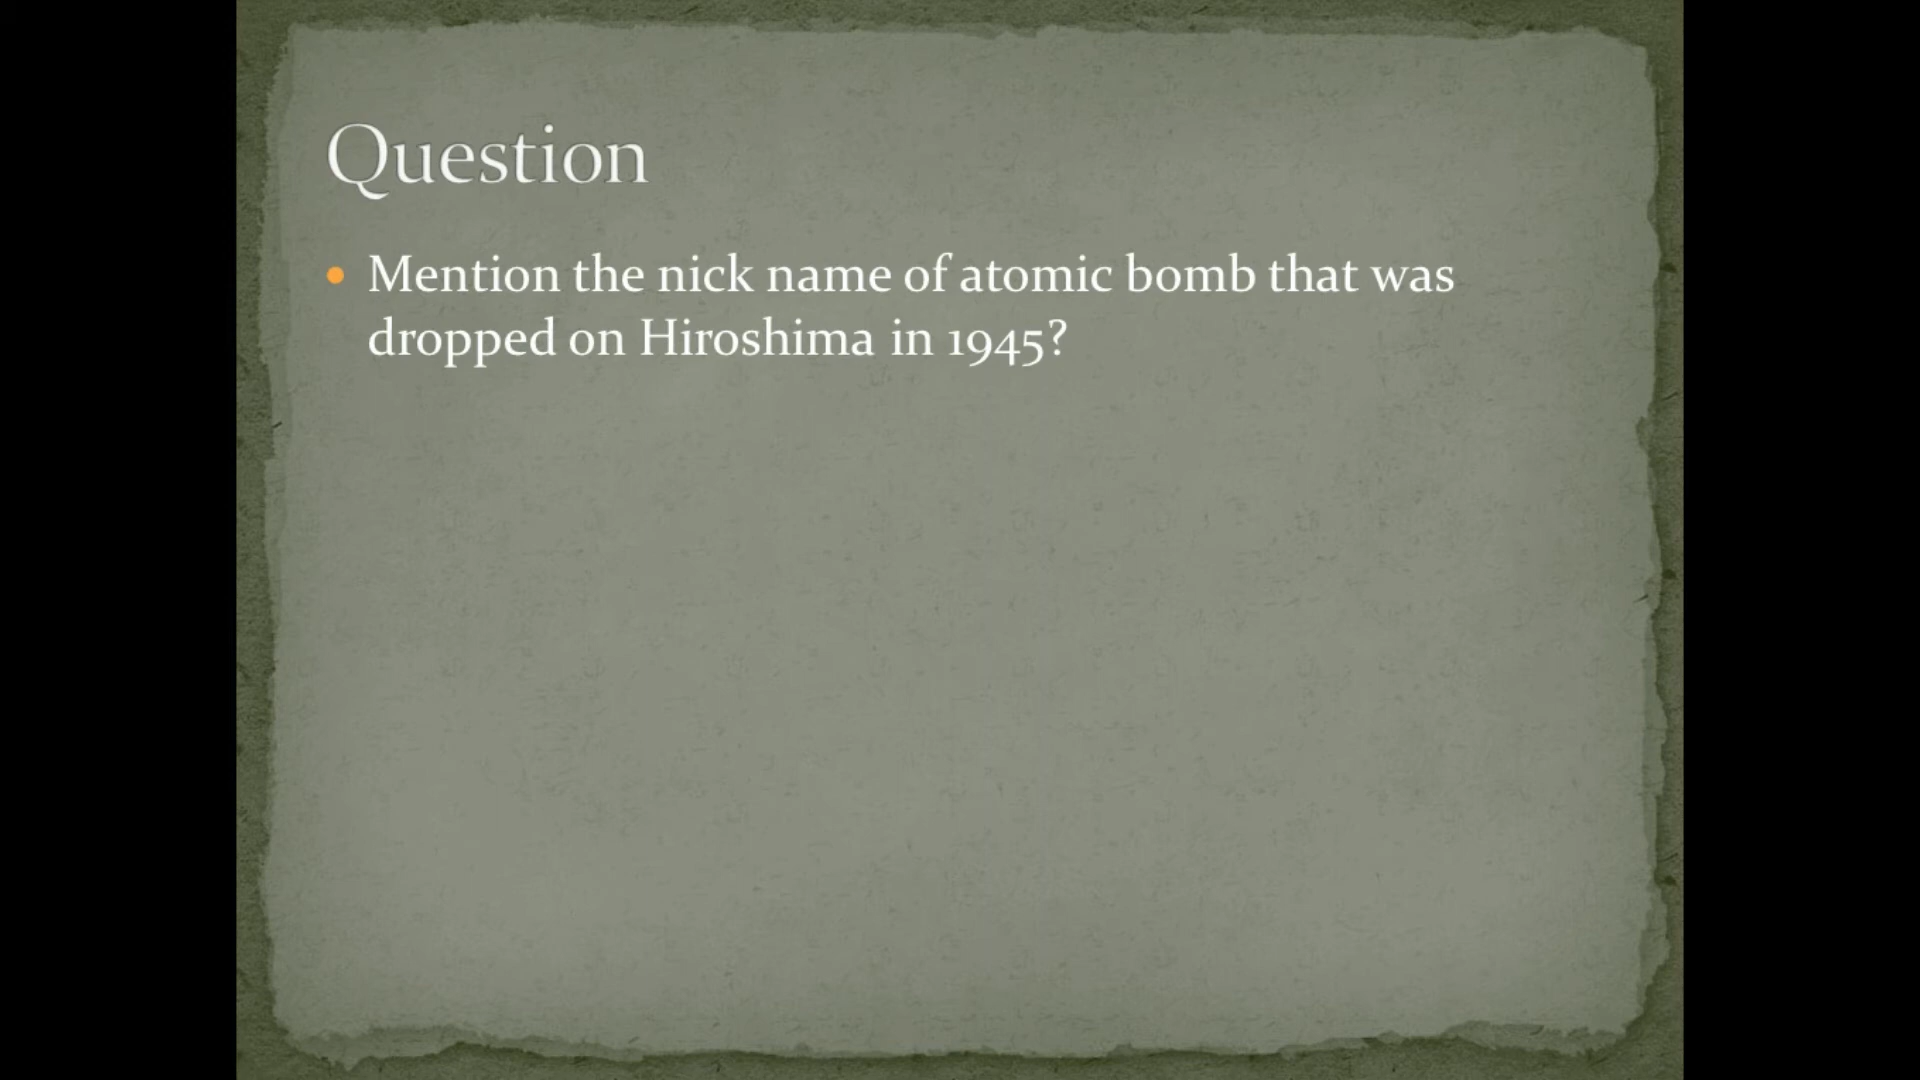 Question
Mention the nick name of atomic bomb that was
dropped on Hiroshima in 1945?